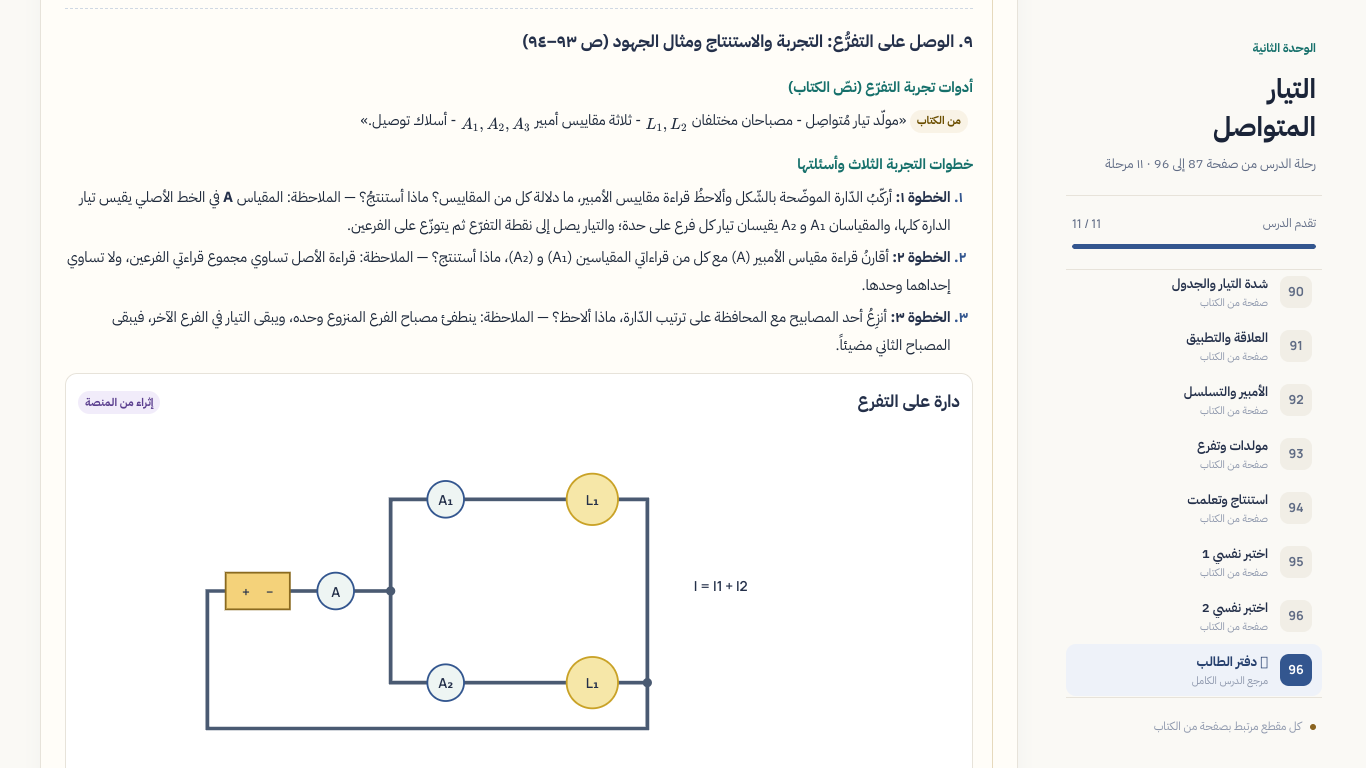 الوحدة الثانية
التيار
المتواصل
رحلة الدرس من صفحة 87 إلى 96 · ١١ مرحلة
تقدم الدرس
11 / 11
90
شدة التيار والجدول
صفحة من الكتاب
91
العلاقة والتطبيق
صفحة من الكتاب
92
الأمبير والتسلسل
صفحة من الكتاب
93
مولدات وتفرع
صفحة من الكتاب
94
استنتاج وتعلمت
صفحة من الكتاب
95
اختبر نفسي 1
صفحة من الكتاب
96
اختبر نفسي 2
صفحة من الكتاب
96
دفتر الطالب
مرجع الدرس الكامل
كل مقطع مرتبط بصفحة من الكتاب
٩. الوصل على التفرُّع: التجربة والاستنتاج ومثال الجهود (ص ٩٣–٩٤)
أدوات تجربة التفرّع (نصّ الكتاب)
من الكتاب «مولّد تيار مُتواصِل - مصباحان مختلفان L₁, L₂ - ثلاثة مقاييس أمبير A₁, A₂, A₃ - أسلاك توصيل.»
خطوات التجربة الثلاث وأسئلتها
١. الخطوة ١: أركّبُ الدّارة الموضّحة بالشّكل وألاحظُ قراءة مقاييس الأمبير، ما دلالة كل من المقاييس؟ ماذا أستنتجُ؟ — الملاحظة: المقياس A في الخط الأصلي يقيس تيار
الدارة كلها، والمقياسان A₁ و A₂ يقيسان تيار كل فرع على حدة؛ والتيار يصل إلى نقطة التفرّع ثم يتوزّع على الفرعين.
٢. الخطوة ٢: أقارنُ قراءة مقياس الأمبير (A) مع كل من قراءاتي المقياسين (A₁) و (A₂)، ماذا أستنتج؟ — الملاحظة: قراءة الأصل تساوي مجموع قراءتي الفرعين، ولا تساوي
إحداهما وحدها.
٣. الخطوة ٣: أنزِعُ أحد المصابيح مع المحافظة على ترتيب الدّارة، ماذا ألاحظ؟ — الملاحظة: ينطفئ مصباح الفرع المنزوع وحده، ويبقى التيار في الفرع الآخر، فيبقى
المصباح الثاني مضيئاً.
دارة على التفرع
إثراء من المنصة
A₁
L₁
+ −
A
I = I1 + I2
A₂
L₁